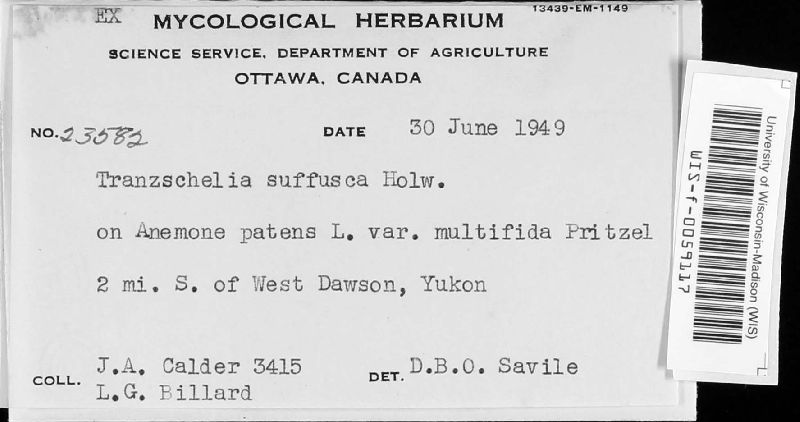 13439-EM-1149
EX MYCOLOGICAL HERBARIUM
SCIENCE SERVICE, DEPARTMENT OF AGRICULTURE
OTTAWA, CANADA
NO. 23582 DATE 30 June 1949
Tranzschelia suffusca Holw.
on Anemone patens L. var. multifida Pritzel
2 mi. S. of West Dawson, Yukon
COLL. J.A. Calder 3415 DET. D.B.O. Savile
L.G. Billard
University of Wisconsin-Madison (WIS)
WIS-f-0059117